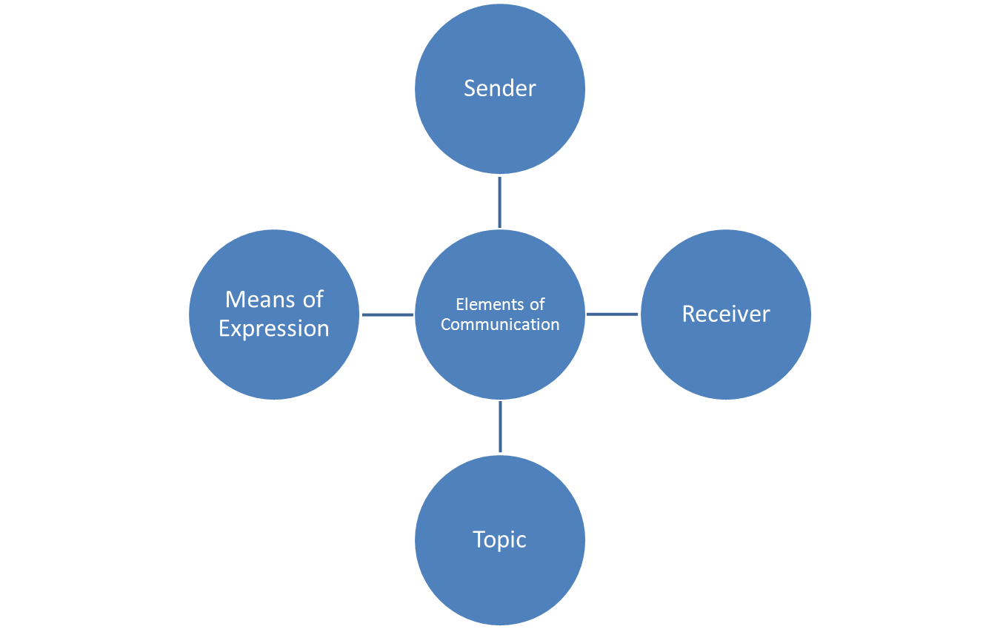 Sender
Means of
Expression
Elements of
Communication
Receiver
Topic